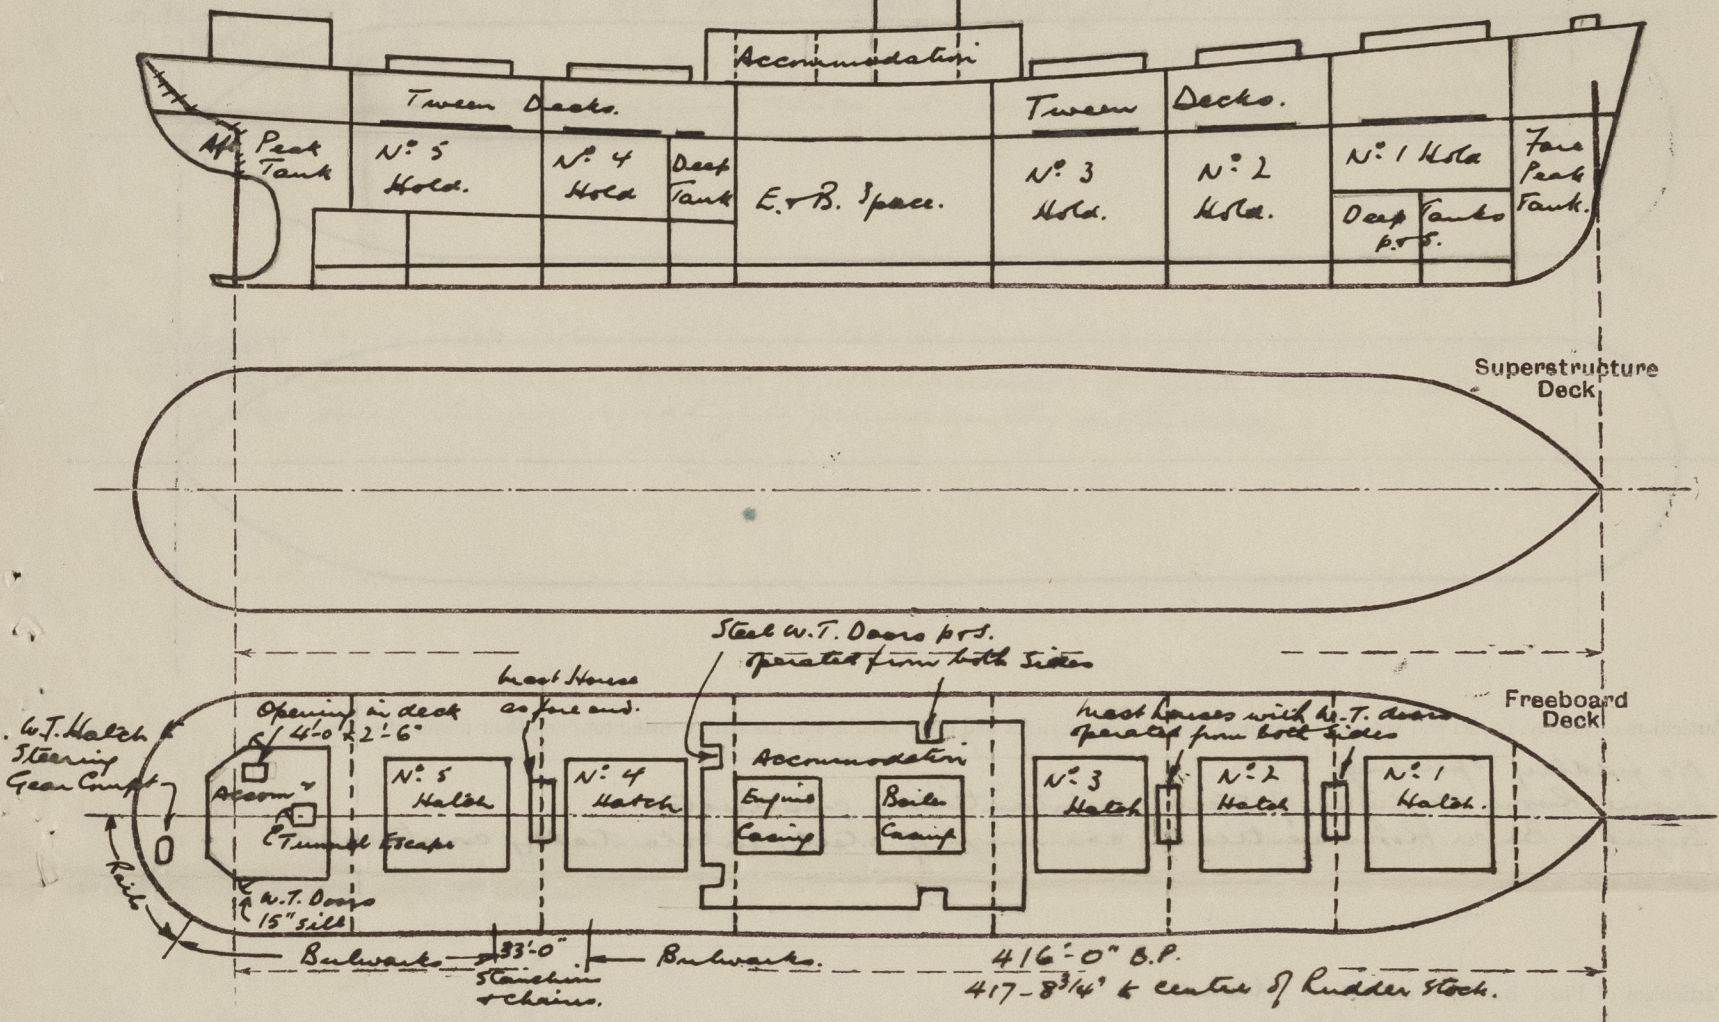 Accommodation
Tween Decks.
Tween Decks.
Aft Peak
Tank
Nº 5
Hold.
Nº 4
Hold
Deep
Tank
E. & B. Space.
Nº 3
Hold.
Nº 2
Hold.
Nº 1 Hold
Deep Tanks
p. & S.
Fore
Peak
Tank.
Superstructure
Deck
Steel W.T. Doors p & S.
operated from both Sides
Mast House
as fore end.
Freeboard
Deck
W.T. Hatch
Steering
Gear Compt
Opening in deck
4'-0 x 2'-6"
Mast houses with W.T. doors
operated from both Sides
Accomn
Tunnel Escape
Nº 5
Hatch
Nº 4
Hatch
Accommodation
Engine
Casing
Boiler
Casing
Nº 3
Hatch
Nº 2
Hatch
Nº 1
Hatch.
Rails
W.T. Doors
15" sill
Bulwarks
33'-0"
Stanchions
& chains.
Bulwarks.
416'-0" B.P.
417-8 3/4" to centre of Rudder Stock.